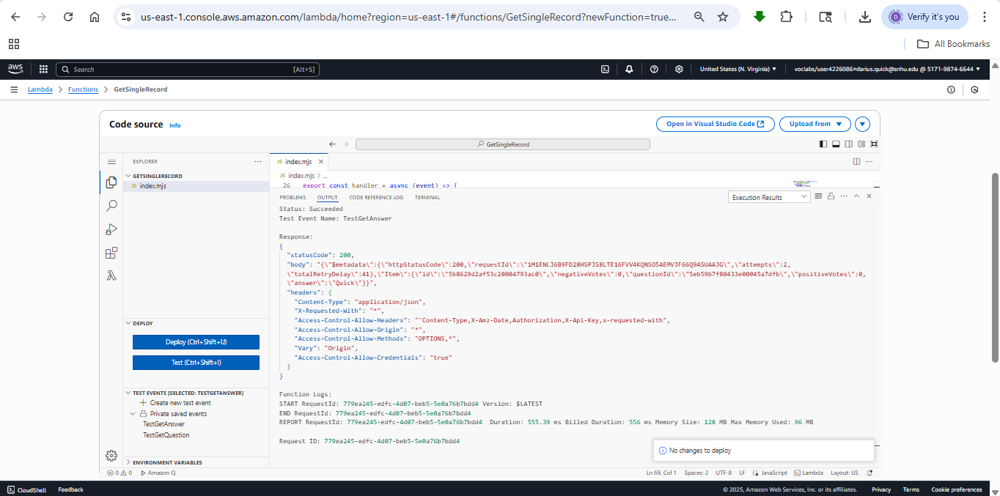 us-east-1.console.aws.amazon.com/lambda/home?region=us-east-1#/functions/GetSingleRecord?newFunction=true...
D Verify it's you
All Bookmarks
aws Search [Alt+S] United States (N. Virginia) voclabs/user4226086=darius.quick@snhu.edu @ 5171-9874-6644
Lambda Functions GetSingleRecord
Code source Info Open in Visual Studio Code Upload from
GetSingleRecord
EXPLORER ... JS index.mjs
GETSINGLERECORD JS index.mjs > ...
JS index.mjs 26 export const handler = async (event) => {
PROBLEMS OUTPUT CODE REFERENCE LOG TERMINAL Execution Results
Status: Succeeded
Test Event Name: TestGetAnswer
Response:
{
"statusCode": 200,
"body": "{\"$metadata\":{\"httpStatusCode\":200,\"requestId\":\"1M1ENLJ6B9FD28HSPJS8LTE16FVV4KQNSO5AEMVJF66Q9ASUAAJG\",\"attempts\":2,
\"totalRetryDelay\":41},\"Item\":{\"id\":\"5b8629d2af53c20004793ac0\",\"negativeVotes\":0,\"questionId\":\"5eb59b7f80433e00045a7dfb\",\"positiveVotes\":0,
\"answer\":\"Quick\"}}",
"headers": {
"Content-Type": "application/json",
"X-Requested-With": "*",
"Access-Control-Allow-Headers": "'Content-Type,X-Amz-Date,Authorization,X-Api-Key,x-requested-with",
"Access-Control-Allow-Origin": "*",
"Access-Control-Allow-Methods": "OPTIONS,*",
"Vary": "Origin",
"Access-Control-Allow-Credentials": "true"
}
}
Function Logs:
START RequestId: 779ea245-edfc-4d07-beb5-5e0a76b7bdd4 Version: $LATEST
END RequestId: 779ea245-edfc-4d07-beb5-5e0a76b7bdd4
REPORT RequestId: 779ea245-edfc-4d07-beb5-5e0a76b7bdd4 Duration: 555.39 ms Billed Duration: 556 ms Memory Size: 128 MB Max Memory Used: 96 MB
Request ID: 779ea245-edfc-4d07-beb5-5e0a76b7bdd4
DEPLOY
Deploy (Ctrl+Shift+U)
Test (Ctrl+Shift+I)
TEST EVENTS [SELECTED: TESTGETANSWER]
Create new test event
Private saved events
TestGetAnswer
TestGetQuestion
ENVIRONMENT VARIABLES
No changes to deploy
0 0 Amazon Q Ln 69, Col 1 Spaces: 2 UTF-8 LF JavaScript Lambda Layout: US
CloudShell Feedback © 2025, Amazon Web Services, Inc. or its affiliates. Privacy Terms Cookie preferences